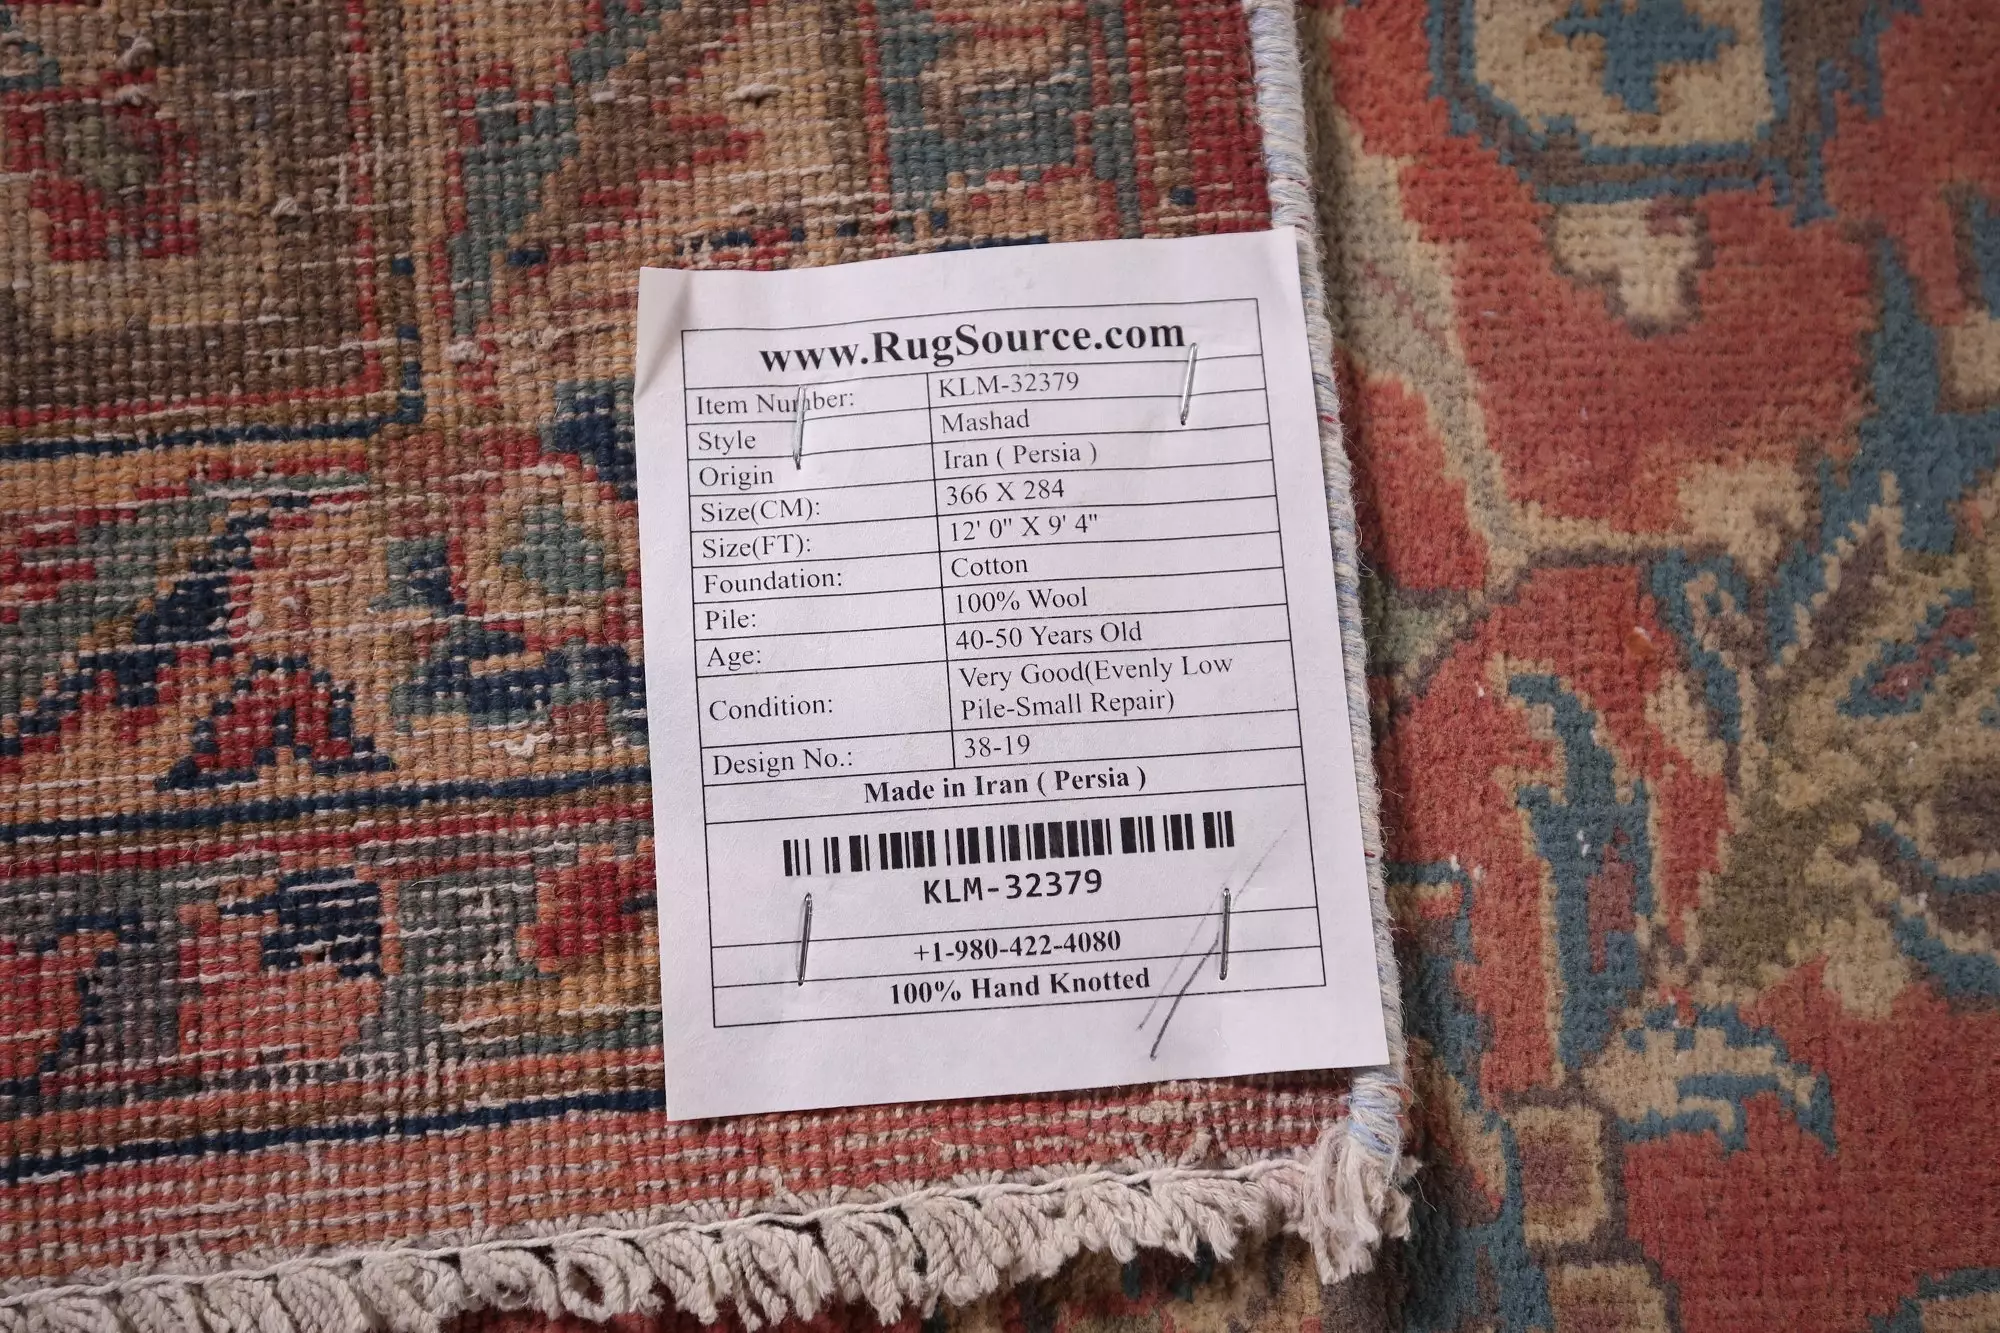 www.RugSource.com
Item Number: KLM-32379
Style Mashad
Origin Iran ( Persia )
Size(CM): 366 X 284
Size(FT): 12' 0" X 9' 4"
Foundation: Cotton
Pile: 100% Wool
Age: 40-50 Years Old
Condition: Very Good(Evenly Low
Pile-Small Repair)
Design No.: 38-19
Made in Iran ( Persia )
KLM-32379
+1-980-422-4080
100% Hand Knotted